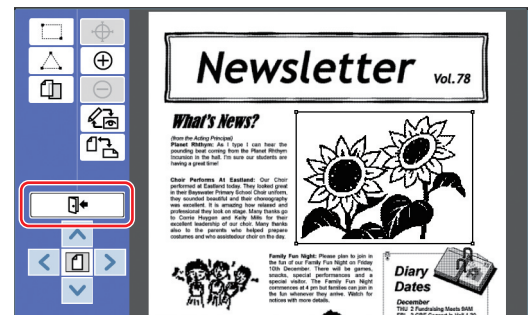 Newsletter Vol. 78
What's News?
(from the Acting Principal)
Planet Rhthym: As I type I can hear the
pounding beat coming from the Planet Rhthym
Incursion in the hall. I'm sure our students are
having a great time!
Choir Performs At Eastland: Our Choir
performed at Eastland today. They looked great
in their Bayswater Primary School Choir uniform,
they sounded beautiful and their choreography
was excellent. It is amazing how relaxed and
professional they took on stage. Many thanks go
to Corrie Heygen and Kelly Mills for their
excellent leadership of our choir. Many thanks
also to the parents who helped prepare
costumes and who assistedour choir on the day.
Family Fun Night: Please plan to join in
the fun of our Family Fun Night on Friday
10th December. There will be games,
snacks, special performances and a
special visitor. The Family Fun Night
commences at 4 pm but families can join in
the fun whenever they arrive. Watch for
notices with more details.
Diary
Dates
December
THU 2 Fundraising Meets 9AM